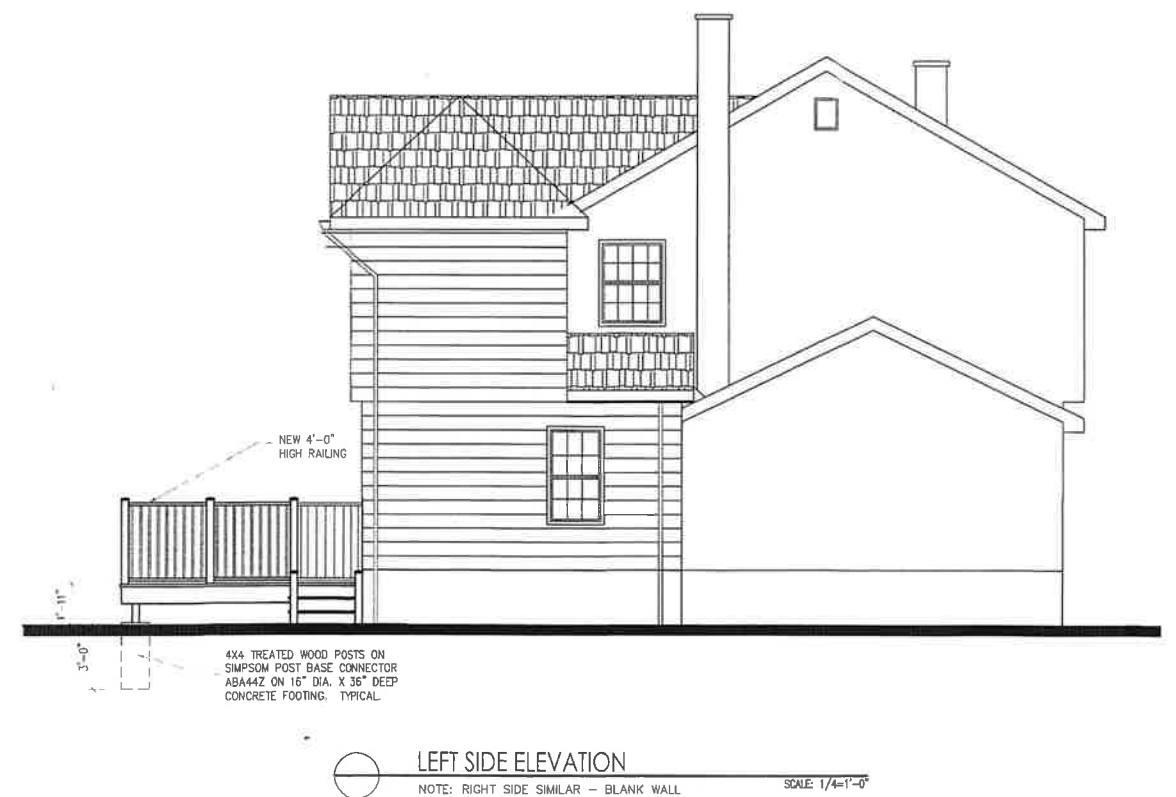 NEW 4'-0"
HIGH RAILING
1'-11"
3'-0"
4X4 TREATED WOOD POSTS ON
SIMPSOM POST BASE CONNECTOR
ABA44Z ON 16" DIA. X 36" DEEP
CONCRETE FOOTING, TYPICAL
LEFT SIDE ELEVATION
NOTE: RIGHT SIDE SIMILAR – BLANK WALL
SCALE: 1/4=1'-0"